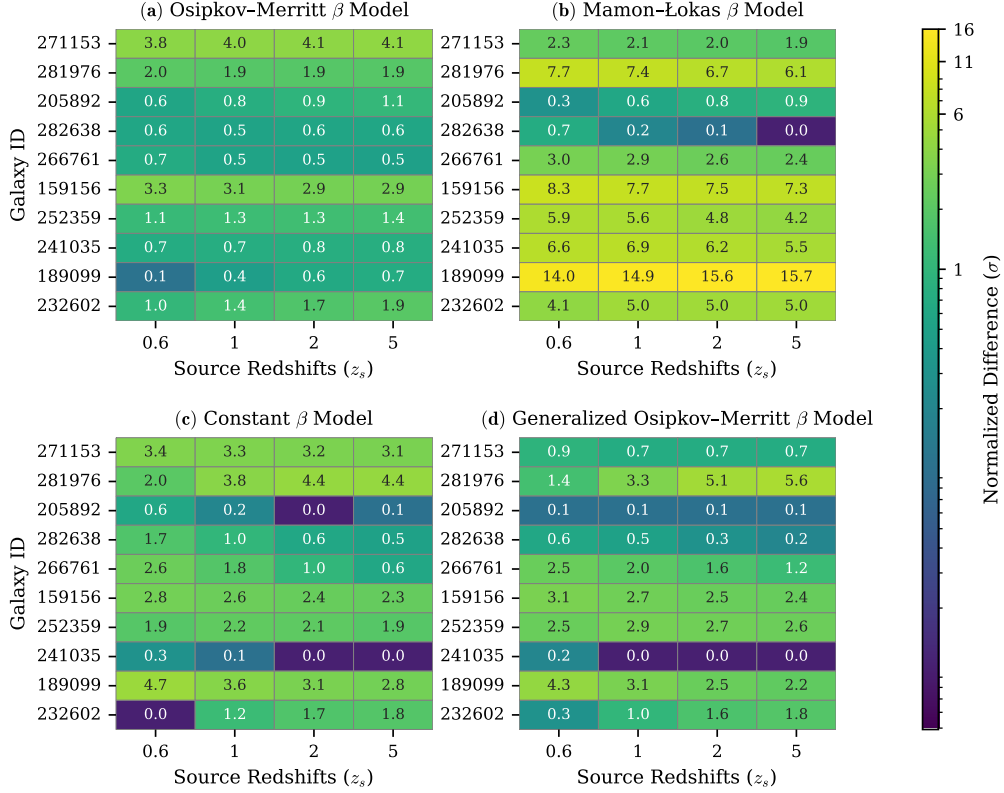 (a) Osipkov–Merritt β Model
271153 3.8 4.0 4.1 4.1
281976 2.0 1.9 1.9 1.9
205892 0.6 0.8 0.9 1.1
282638 0.6 0.5 0.6 0.6
266761 0.7 0.5 0.5 0.5
159156 3.3 3.1 2.9 2.9
252359 1.1 1.3 1.3 1.4
241035 0.7 0.7 0.8 0.8
189099 0.1 0.4 0.6 0.7
232602 1.0 1.4 1.7 1.9
0.6 1 2 5
Source Redshifts (z_s)
Galaxy ID
(b) Mamon–Łokas β Model
271153 2.3 2.1 2.0 1.9
281976 7.7 7.4 6.7 6.1
205892 0.3 0.6 0.8 0.9
282638 0.7 0.2 0.1 0.0
266761 3.0 2.9 2.6 2.4
159156 8.3 7.7 7.5 7.3
252359 5.9 5.6 4.8 4.2
241035 6.6 6.9 6.2 5.5
189099 14.0 14.9 15.6 15.7
232602 4.1 5.0 5.0 5.0
0.6 1 2 5
Source Redshifts (z_s)
(c) Constant β Model
271153 3.4 3.3 3.2 3.1
281976 2.0 3.8 4.4 4.4
205892 0.6 0.2 0.0 0.1
282638 1.7 1.0 0.6 0.5
266761 2.6 1.8 1.0 0.6
159156 2.8 2.6 2.4 2.3
252359 1.9 2.2 2.1 1.9
241035 0.3 0.1 0.0 0.0
189099 4.7 3.6 3.1 2.8
232602 0.0 1.2 1.7 1.8
0.6 1 2 5
Source Redshifts (z_s)
Galaxy ID
(d) Generalized Osipkov–Merritt β Model
271153 0.9 0.7 0.7 0.7
281976 1.4 3.3 5.1 5.6
205892 0.1 0.1 0.1 0.1
282638 0.6 0.5 0.3 0.2
266761 2.5 2.0 1.6 1.2
159156 3.1 2.7 2.5 2.4
252359 2.5 2.9 2.7 2.6
241035 0.2 0.0 0.0 0.0
189099 4.3 3.1 2.5 2.2
232602 0.3 1.0 1.6 1.8
0.6 1 2 5
Source Redshifts (z_s)
16
11
6
1
Normalized Difference (σ)